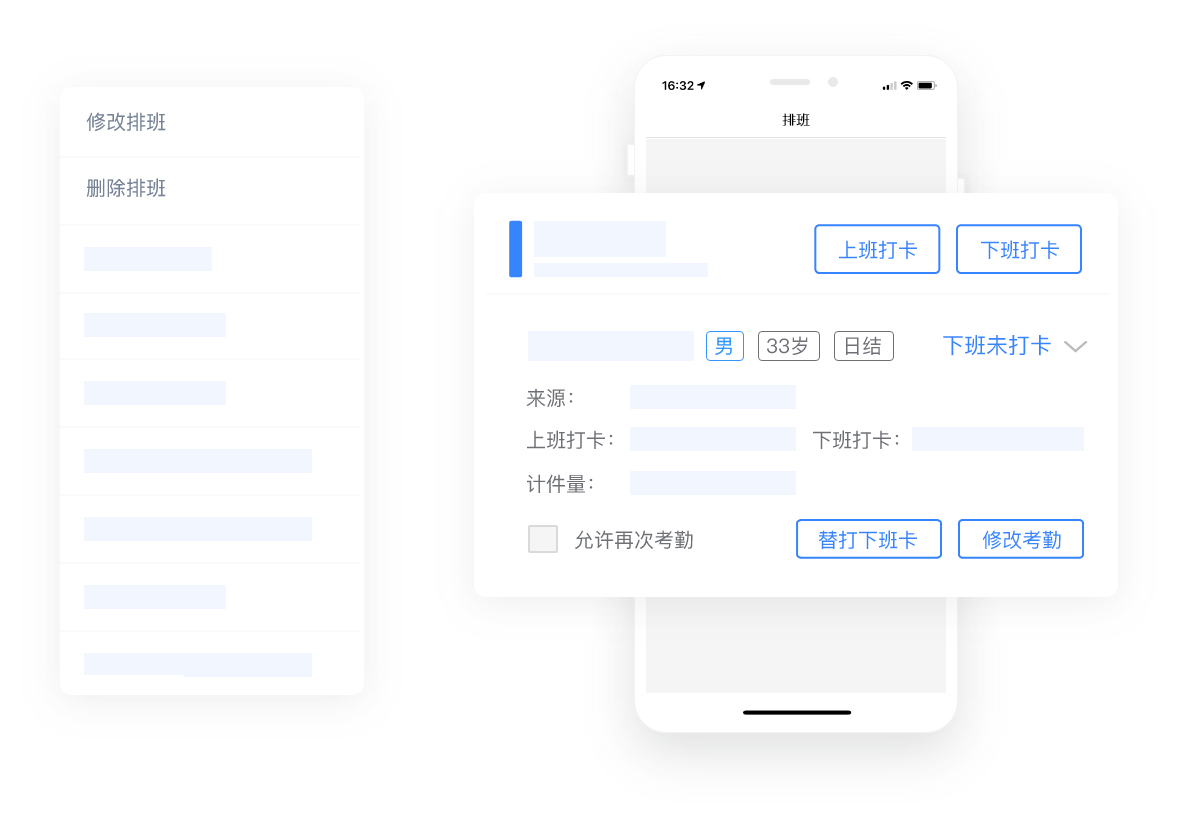 修改排班
删除排班
16:32
排班
上班打卡 下班打卡
男 33岁 日结 下班未打卡
来源：
上班打卡： 下班打卡：
计件量：
允许再次考勤 替打下班卡 修改考勤